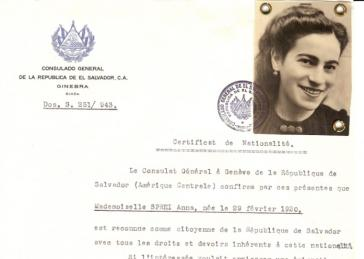 CONSULADO GENERAL
DE LA REPUBLICA DE EL SALVADOR, C.A.
GINEBRA
SUIZA
Dos. S. 251/ 943.
Certificat de Nationalité.
Le Consulat Général à Genève de la République de
Salvador (Amérique Centrale) confirme par ces présentes que
Mademoiselle Anna, née le 29 février 1920,
est reconnue comme citoyenne de la République de Salvador
avec tous les droits et devoirs inhérents à cette nationalité